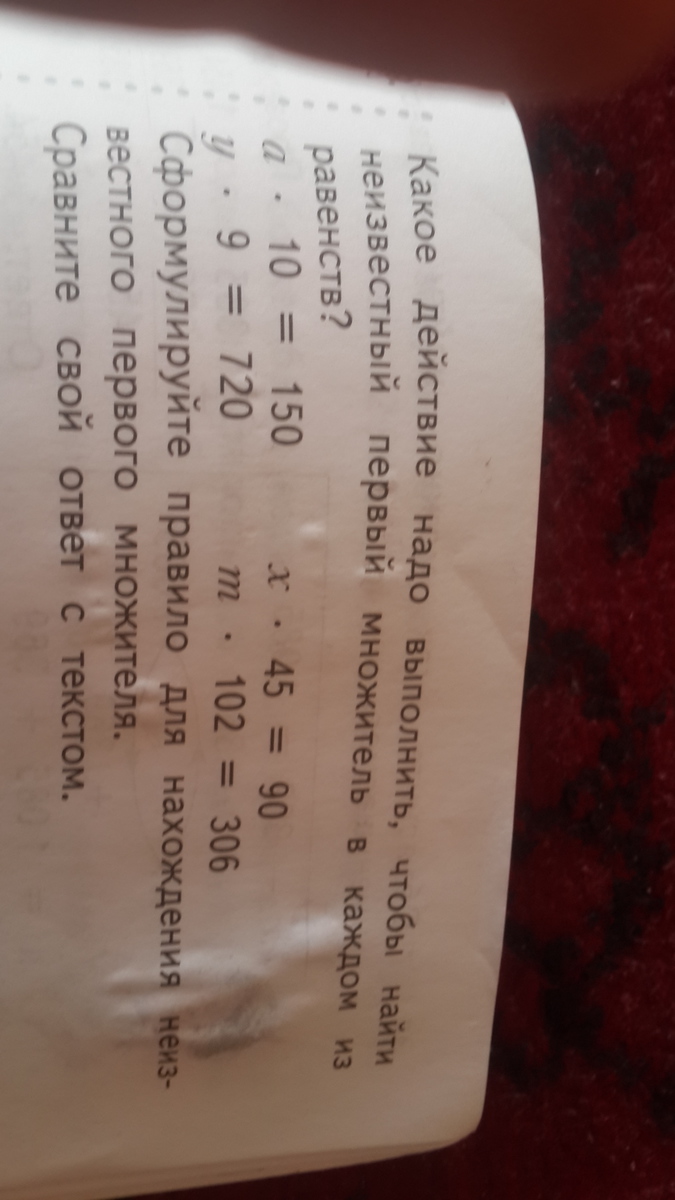 Какое действие надо выполнить, чтобы найти
неизвестный первый множитель в каждом из
равенств?
a · 10 = 150 x · 45 = 90
y · 9 = 720 m · 102 = 306
Сформулируйте правило для нахождения неиз-
вестного первого множителя.
Сравните свой ответ с текстом.